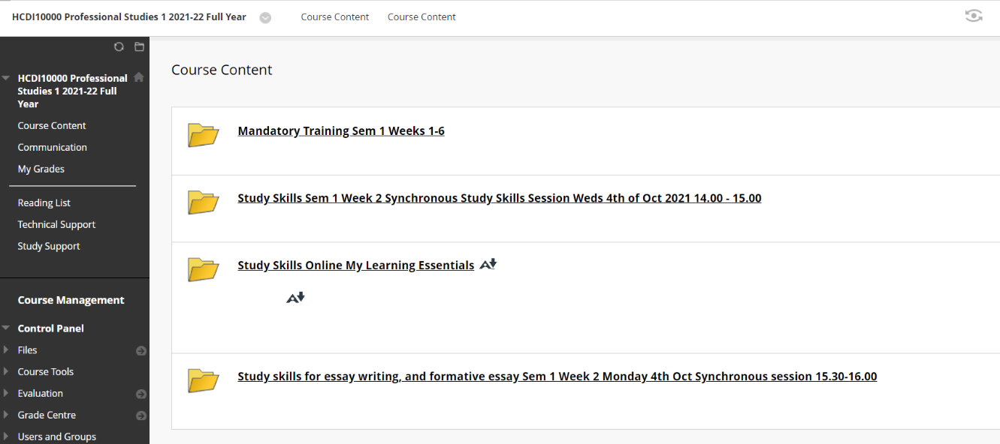 HCDI10000 Professional Studies 1 2021-22 Full Year
Course Content
Course Content
HCDI10000 Professional
Studies 1 2021-22 Full
Year
Course Content
Communication
My Grades
Reading List
Technical Support
Study Support
Course Management
Control Panel
Files
Course Tools
Evaluation
Grade Centre
Users and Groups
Course Content
Mandatory Training Sem 1 Weeks 1-6
Study Skills Sem 1 Week 2 Synchronous Study Skills Session Weds 4th of Oct 2021 14.00 - 15.00
Study Skills Online My Learning Essentials
Study skills for essay writing, and formative essay Sem 1 Week 2 Monday 4th Oct Synchronous session 15.30-16.00